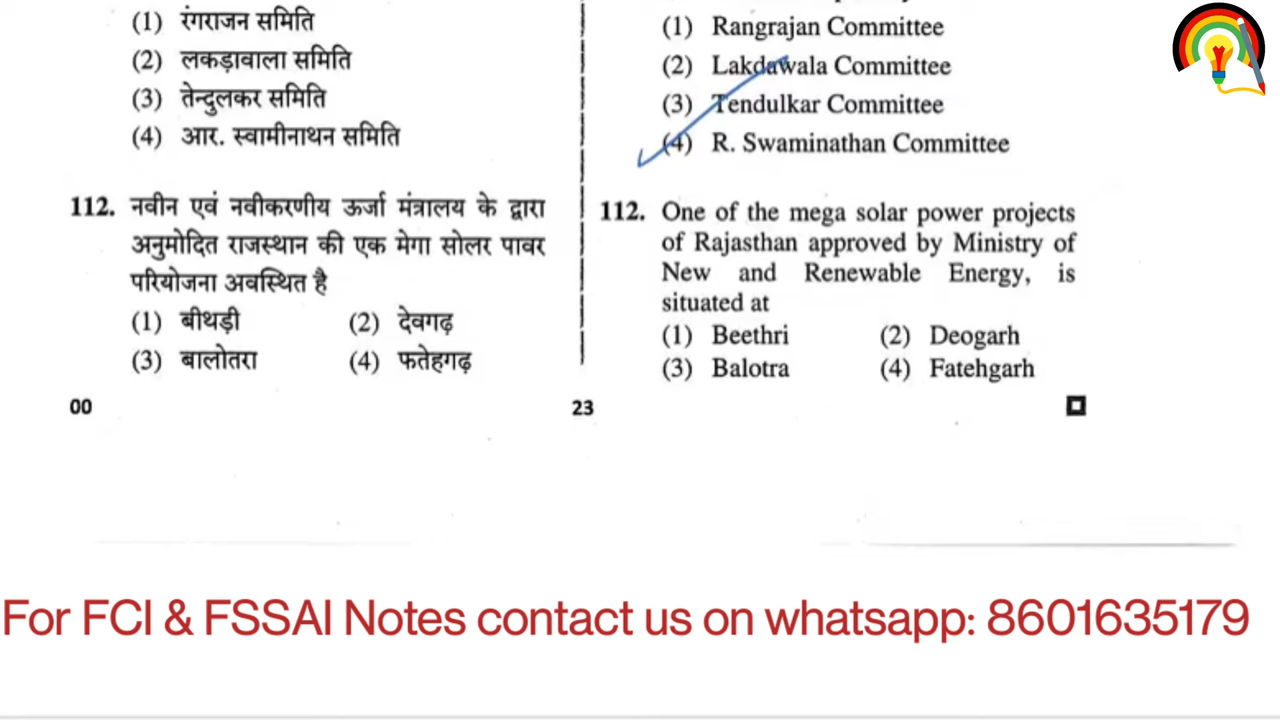 (1) रंगराजन समिति
(2) लकड़ावाला समिति
(3) तेन्दुलकर समिति
(4) आर. स्वामीनाथन समिति
112. नवीन एवं नवीकरणीय ऊर्जा मंत्रालय के द्वारा
अनुमोदित राजस्थान की एक मेगा सोलर पावर
परियोजना अवस्थित है
(1) बीथड़ी (2) देवगढ़
(3) बालोतरा (4) फतेहगढ़
(1) Rangrajan Committee
(2) Lakdawala Committee
(3) Tendulkar Committee
(4) R. Swaminathan Committee
112. One of the mega solar power projects
of Rajasthan approved by Ministry of
New and Renewable Energy, is
situated at
(1) Beethri (2) Deogarh
(3) Balotra (4) Fatehgarh
00 23
For FCI & FSSAI Notes contact us on whatsapp: 8601635179